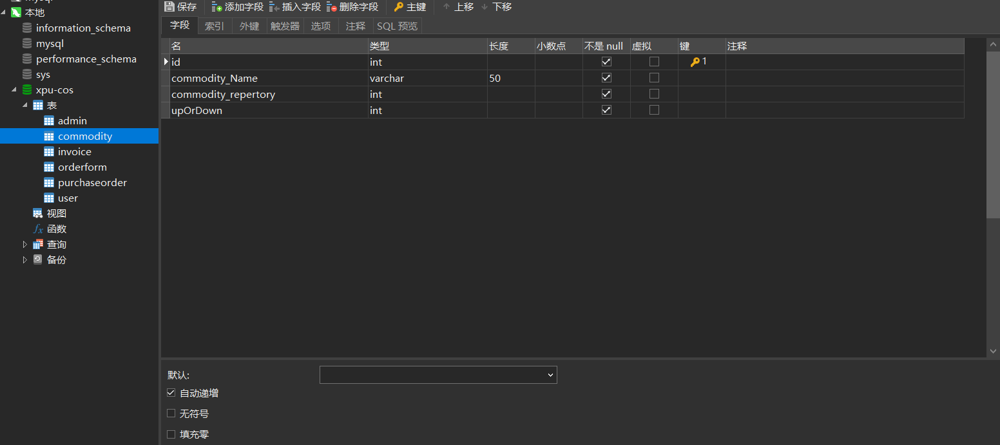 mysql
本地
information_schema
mysql
performance_schema
sys
xpu-cos
表
admin
commodity
invoice
orderform
purchaseorder
user
视图
fx 函数
查询
备份
保存 添加字段 插入字段 删除字段 主键 上移 下移
字段 索引 外键 触发器 选项 注释 SQL 预览
名 类型 长度 小数点 不是 null 虚拟 键 注释
id int 1
commodity_Name varchar 50
commodity_repertory int
upOrDown int
默认:
自动递增
无符号
填充零